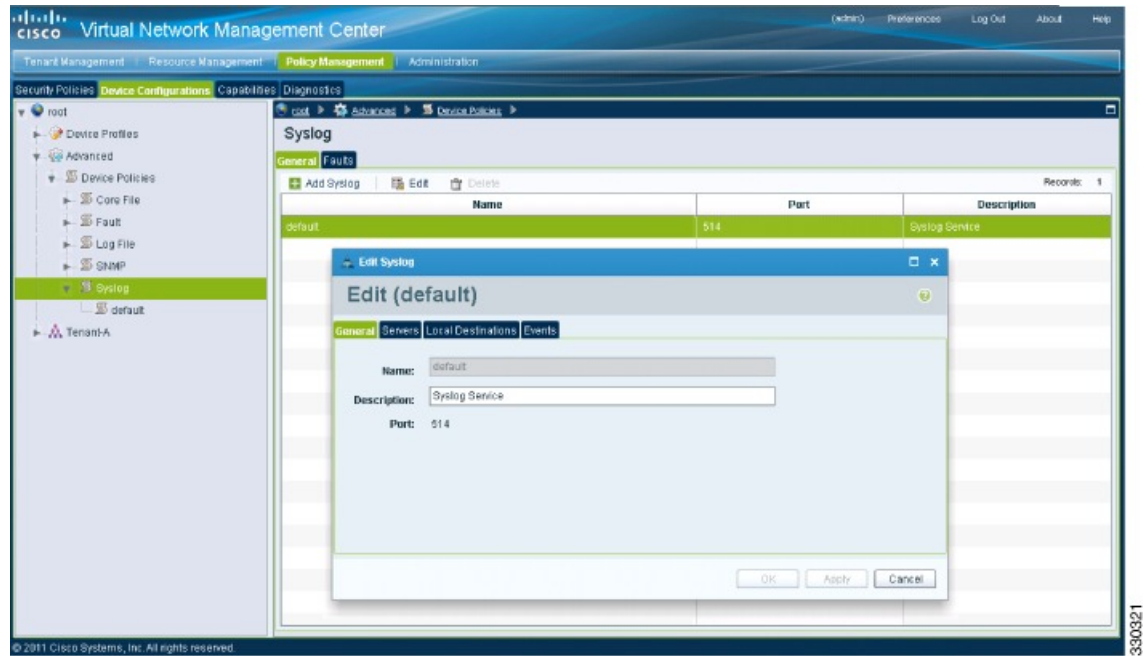 CISCO Virtual Network Management Center
(admin) Preferences Log Out About Help
Tenant Management Resource Management Policy Management Administration
Security Policies Device Configurations Capabilities Diagnostics
root
Device Profiles
Advanced
Device Policies
Core File
Fault
Log File
SNMP
Syslog
default
Tenant-A
root Advanced Device Policies
Syslog
General Faults
Add Syslog Edit Delete Records: 1
Name Port Description
default 514 Syslog Service
Edit Syslog
Edit (default)
General Servers Local Destinations Events
Name: default
Description: Syslog Service
Port: 514
OK Apply Cancel
© 2011 Cisco Systems, Inc. All rights reserved.
330321